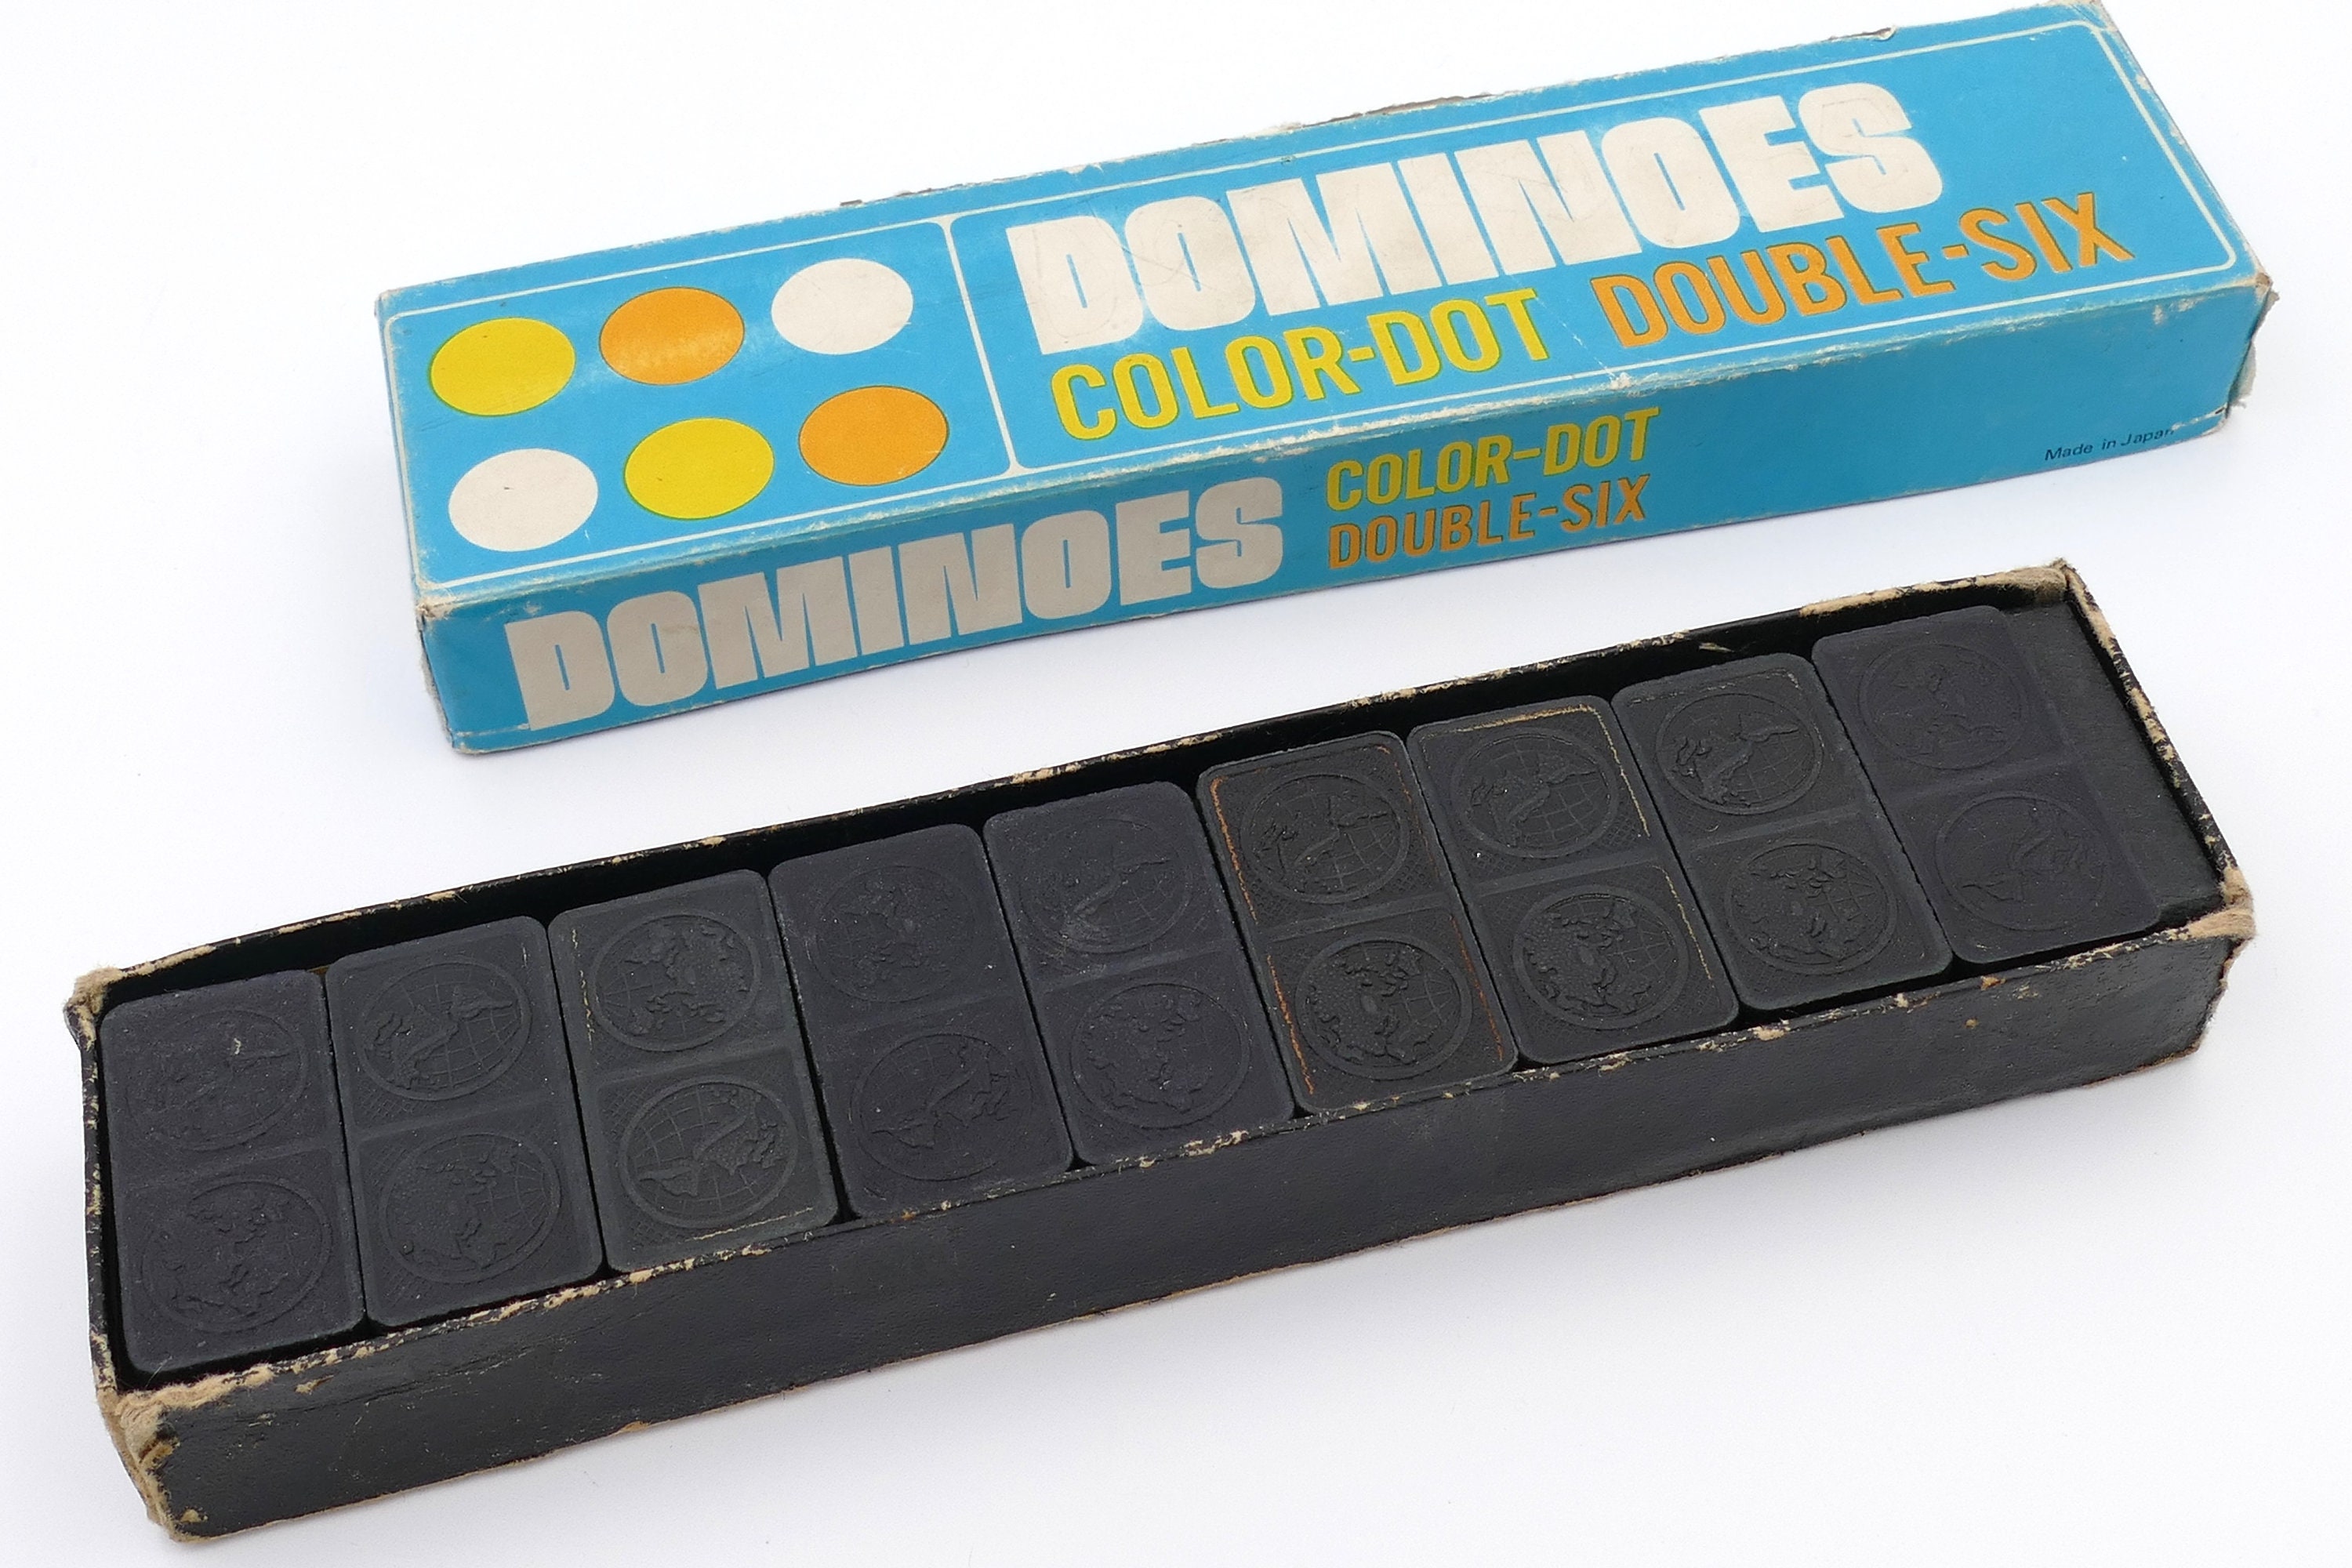 DOMINOES
COLOR-DOT DOUBLE-SIX
DOMINOES
COLOR-DOT
DOUBLE-SIX
Made in Japan